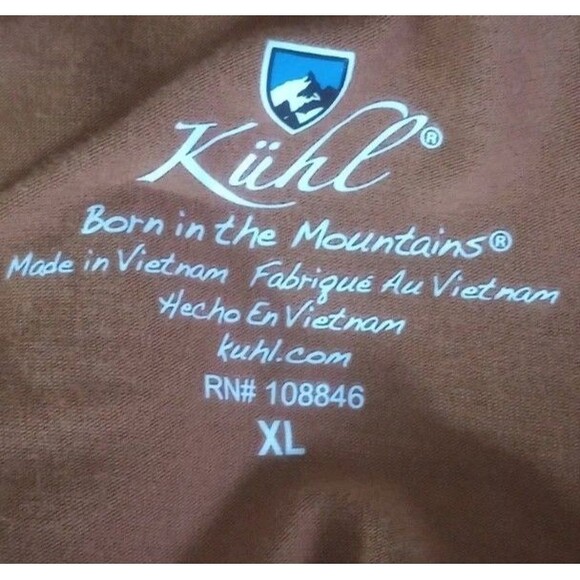 Kühl®
Born in the Mountains®
Made in Vietnam Fabriqué Au Vietnam
Hecho En Vietnam
kuhl.com
RN# 108846
XL